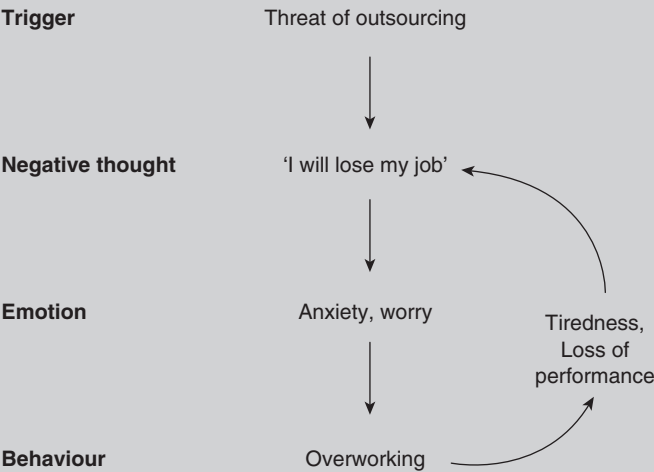 Trigger Threat of outsourcing
Negative thought ‘I will lose my job’
Emotion Anxiety, worry
Tiredness,
Loss of
performance
Behaviour Overworking